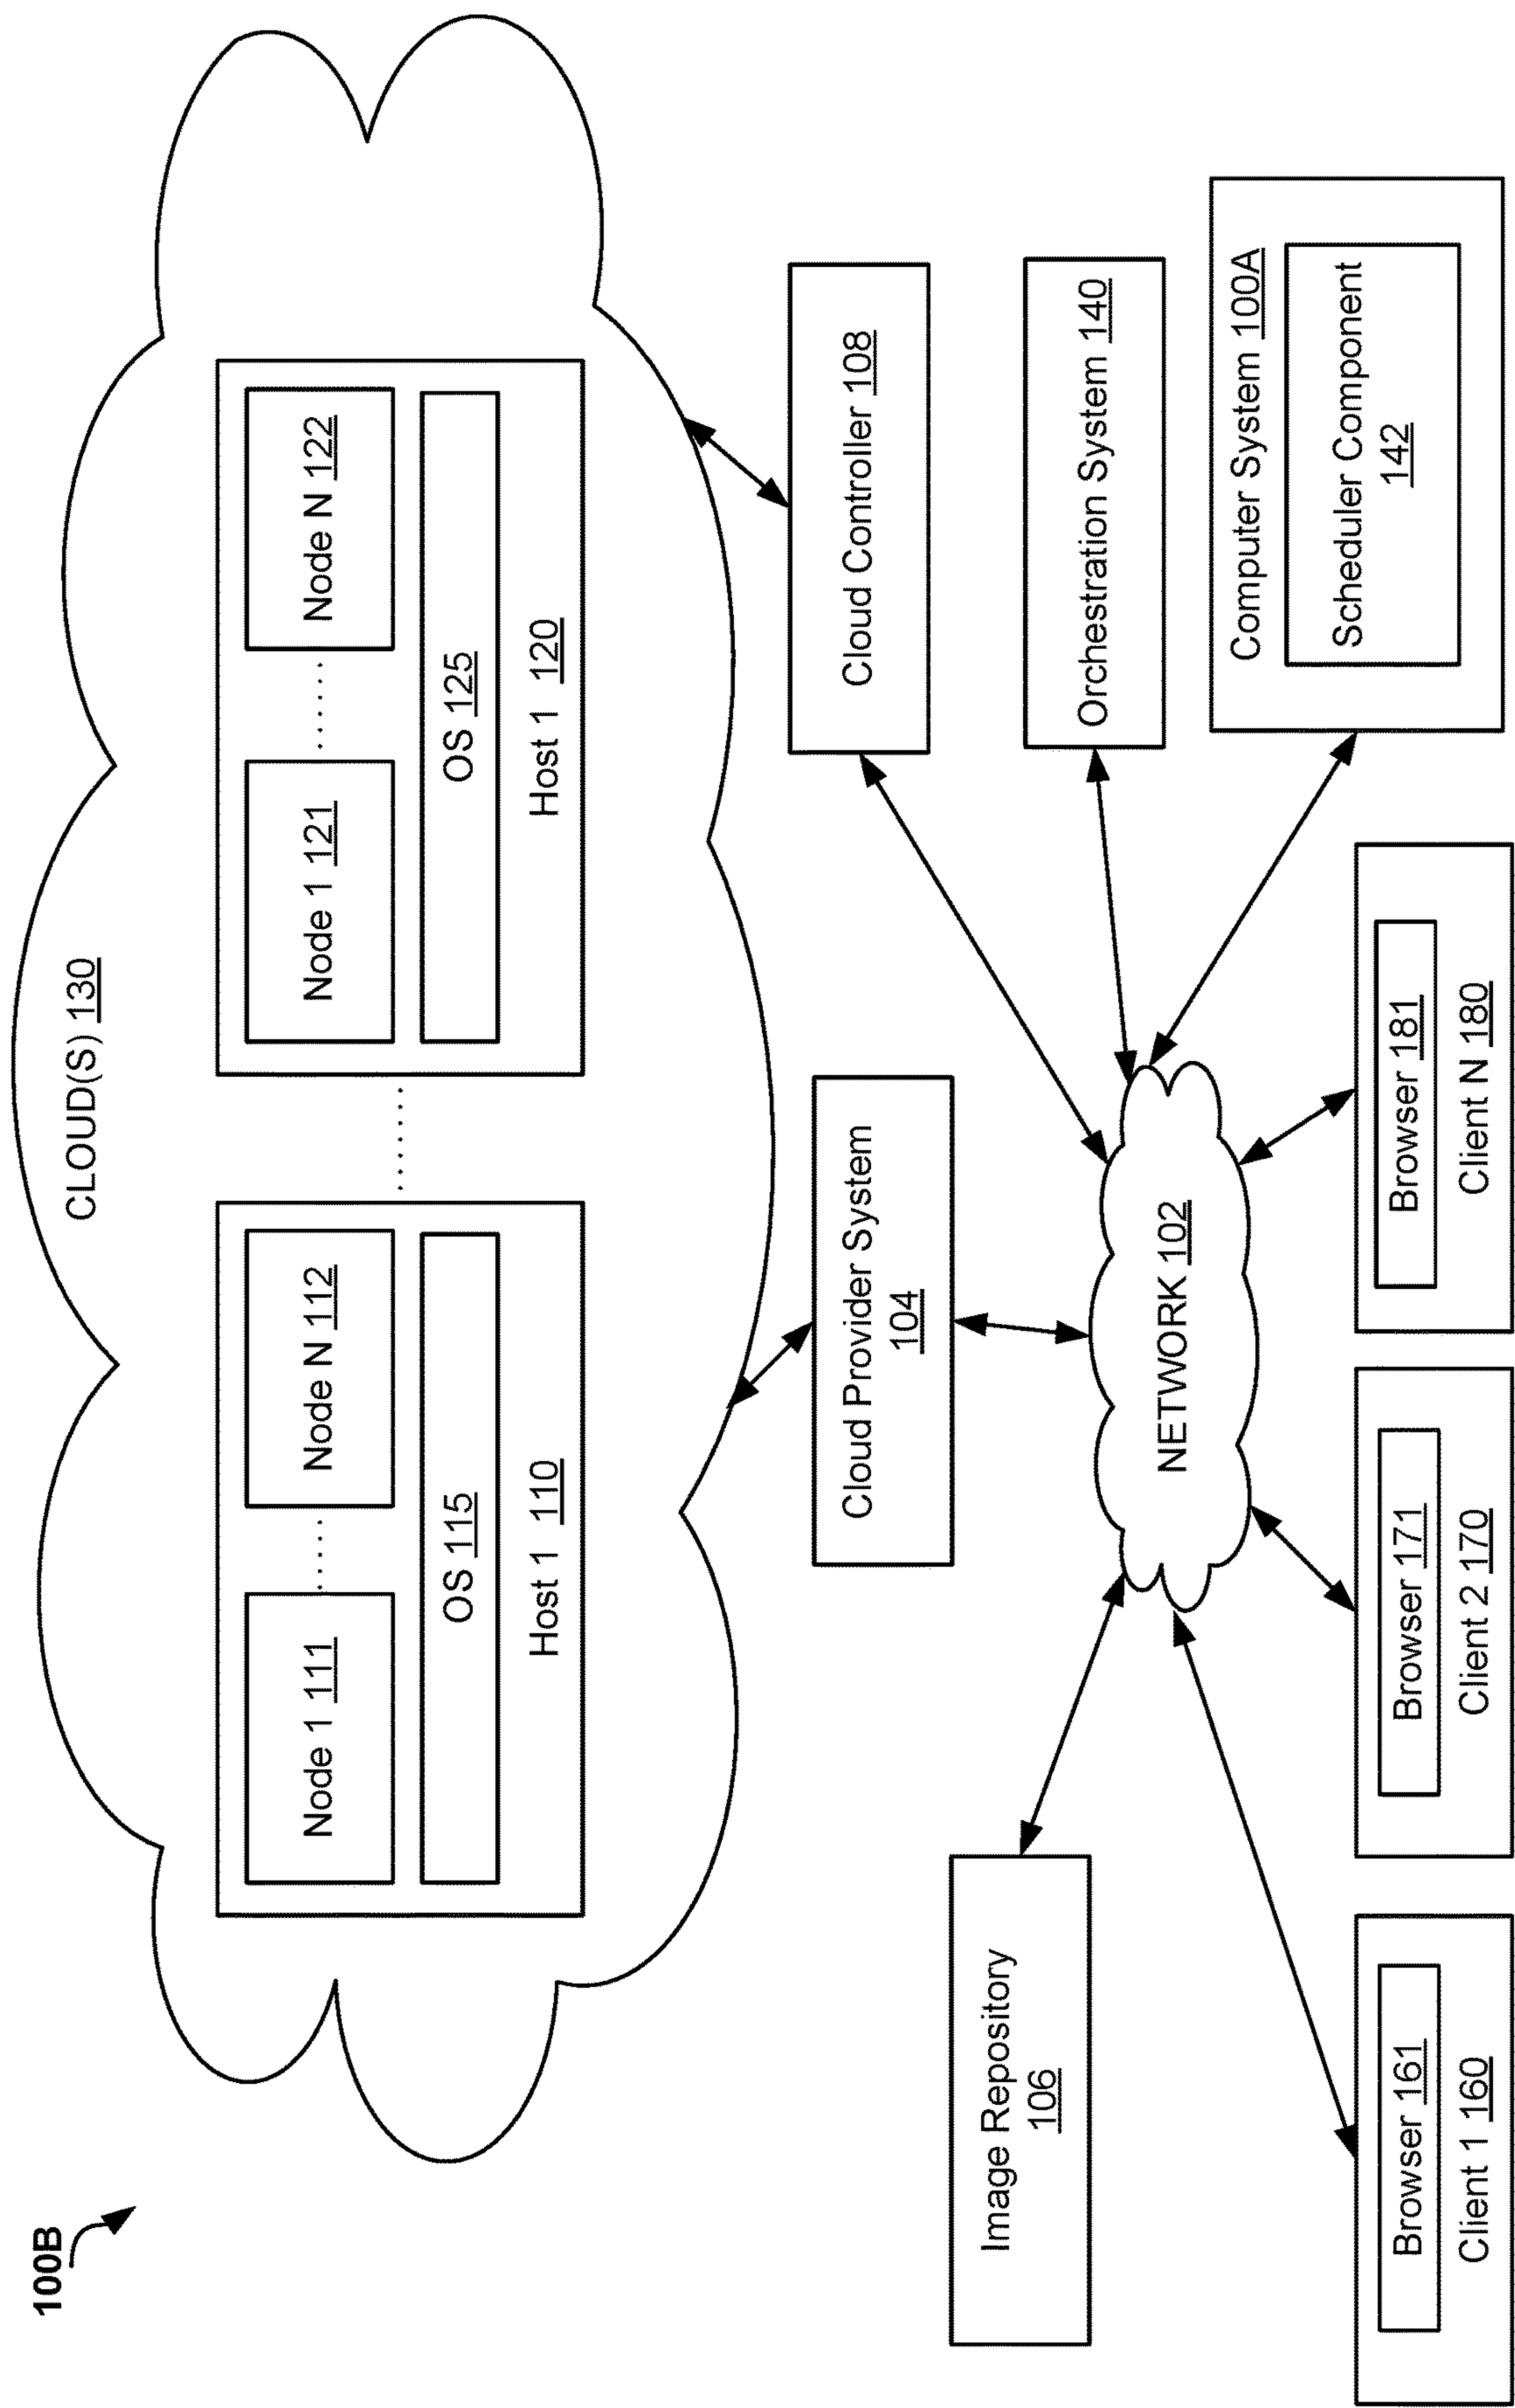 100B
CLOUD(S) 130
Node 1 111
Node N 112
OS 115
Host 1 110
Node 1 121
Node N 122
OS 125
Host 1 120
Cloud Provider System
104
Cloud Controller 108
Image Repository
106
NETWORK 102
Orchestration System 140
Computer System 100A
Scheduler Component
142
Browser 161
Client 1 160
Browser 171
Client 2 170
Browser 181
Client N 180